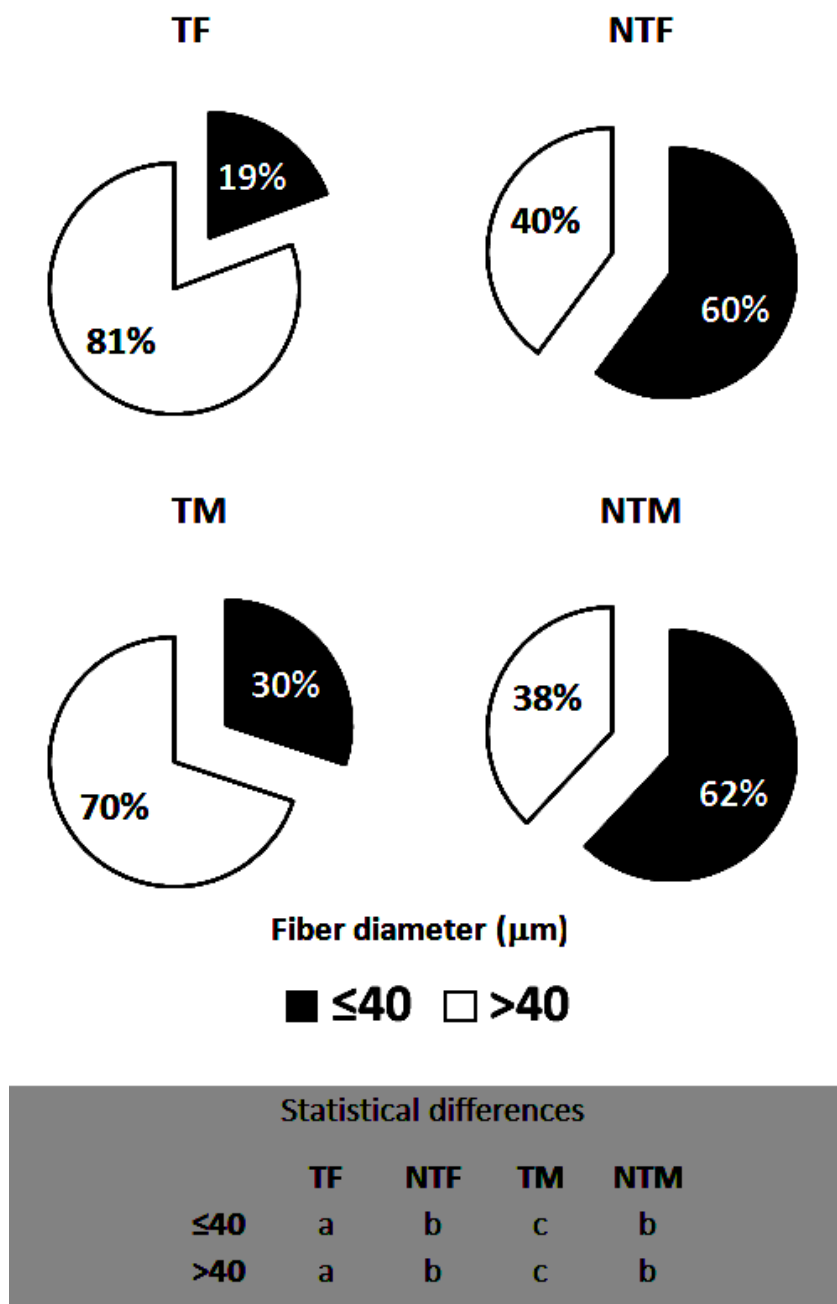 TF NTF
19%
81%
40%
60%
TM NTM
30%
70%
38%
62%
Fiber diameter (μm)
≤40 >40
Statistical differences
TF NTF TM NTM
≤40 a b c b
>40 a b c b